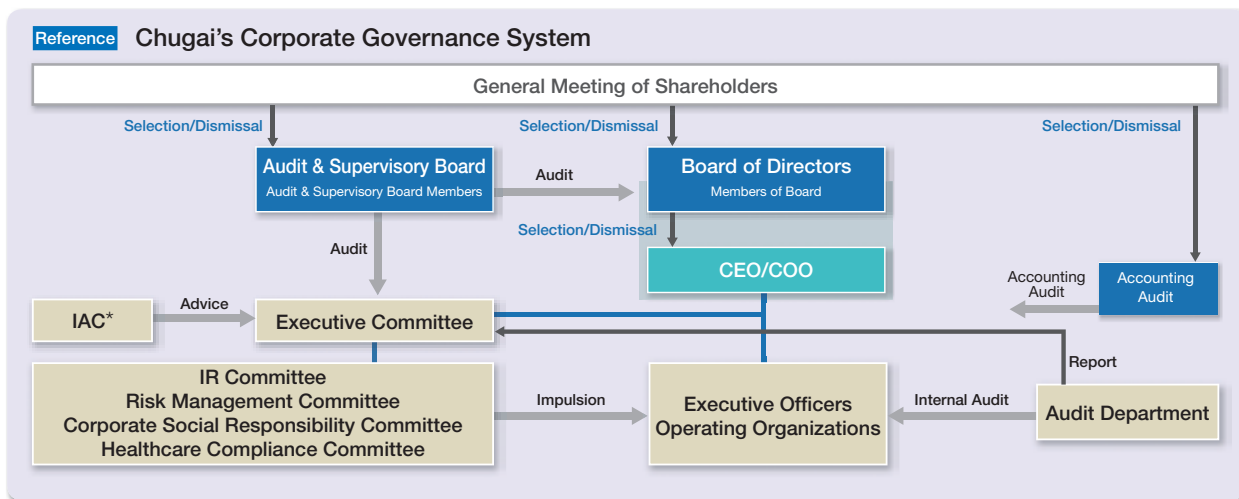 Reference Chugai's Corporate Governance System
General Meeting of Shareholders
Selection/Dismissal
Selection/Dismissal
Selection/Dismissal
Audit & Supervisory Board
Audit & Supervisory Board Members
Audit
Board of Directors
Members of Board
Selection/Dismissal
Audit
CEO/COO
Accounting
Audit
Accounting
Audit
IAC*
Advice
Executive Committee
Report
IR Committee
Risk Management Committee
Corporate Social Responsibility Committee
Healthcare Compliance Committee
Impulsion
Executive Officers
Operating Organizations
Internal Audit
Audit Department